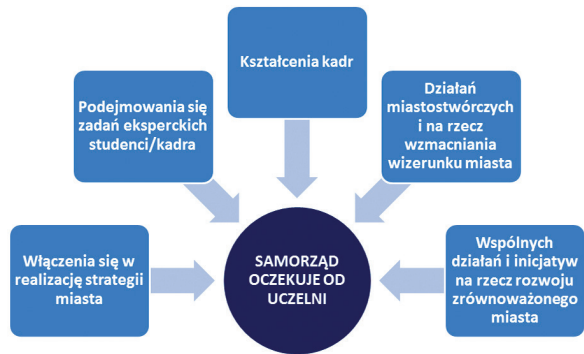 Kształcenia kadr
Podejmowania się
zadań eksperckich
studenci/kadra
Działań
miastostwórczych
i na rzecz
wzmacniania
wizerunku miasta
Włączenia się w
realizację strategii
miasta
SAMORZĄD
OCZEKUJE OD
UCZELNI
Wspólnych
działań i inicjatyw
na rzecz rozwoju
zrównoważonego
miasta